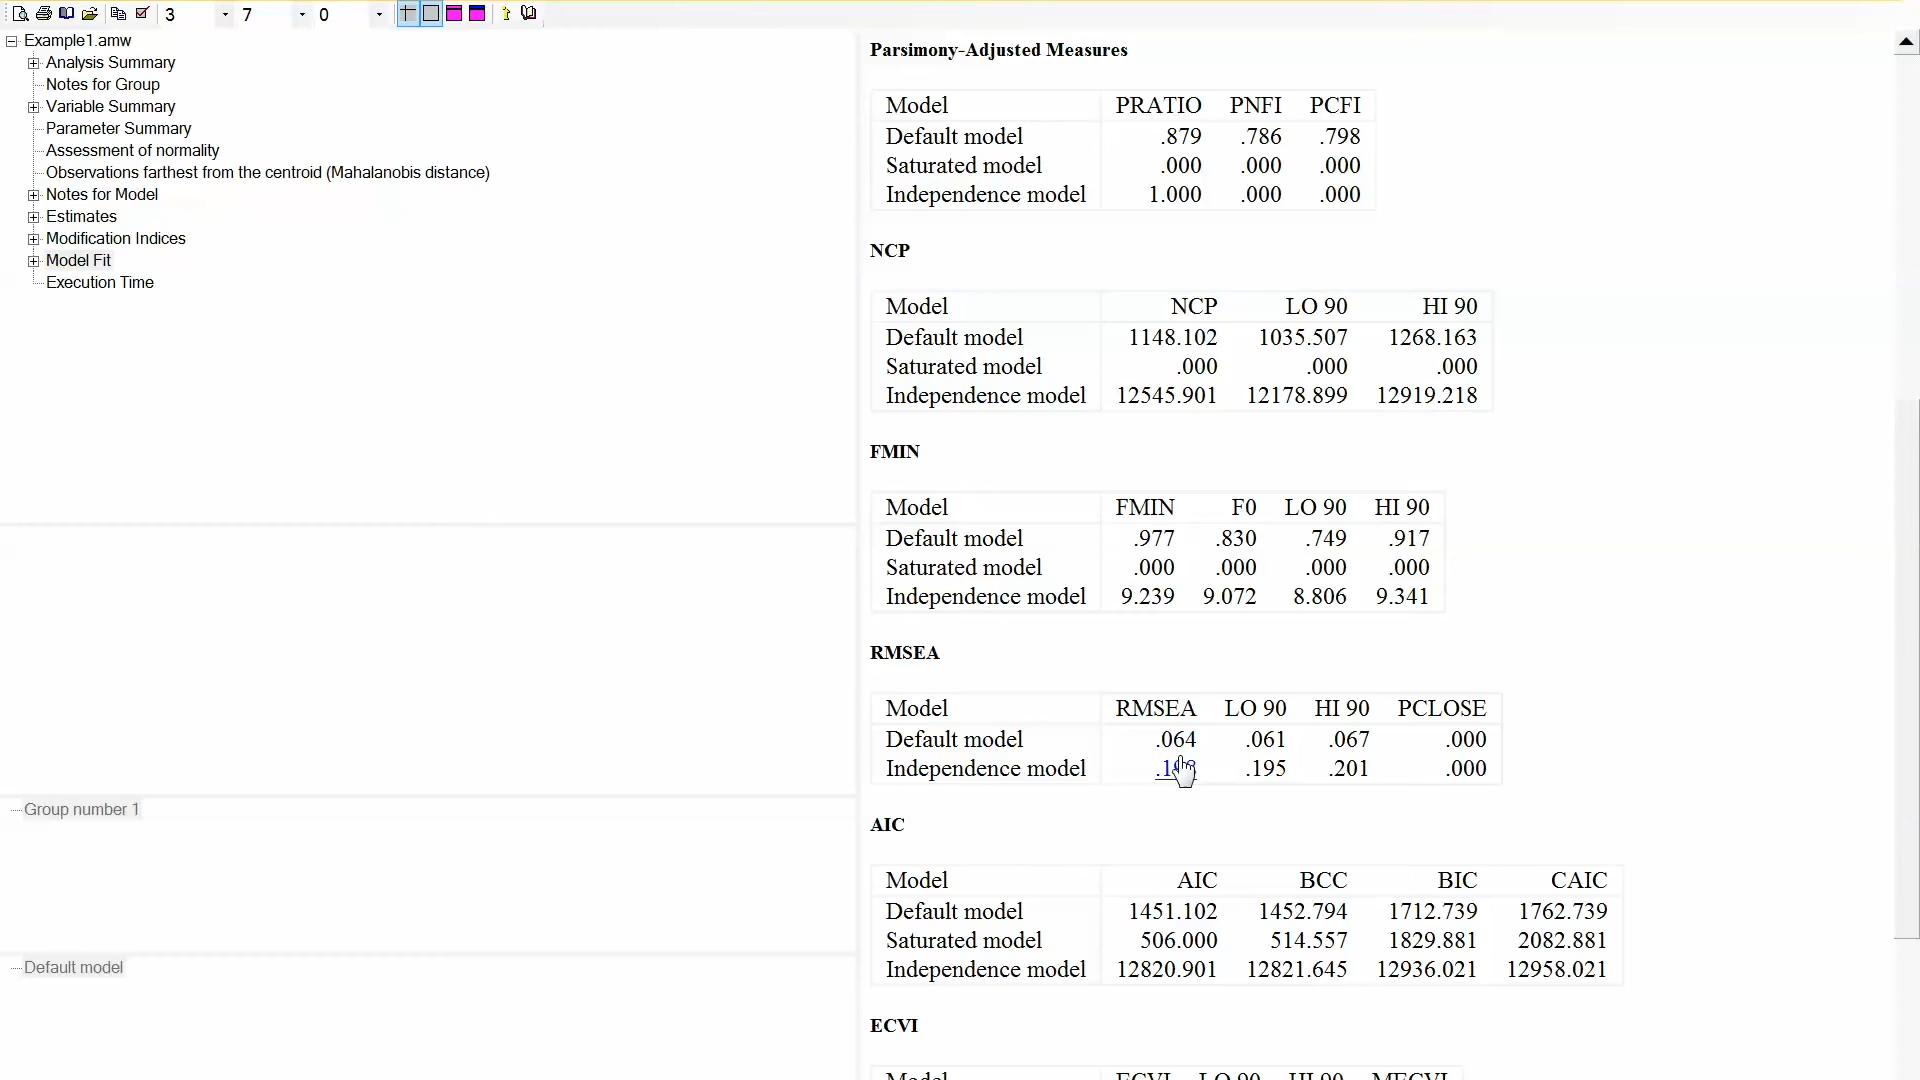 3 7 0
Example1.amw
Analysis Summary
Notes for Group
Variable Summary
Parameter Summary
Assessment of normality
Observations farthest from the centroid (Mahalanobis distance)
Notes for Model
Estimates
Modification Indices
Model Fit
Execution Time
Group number 1
Default model
Parsimony-Adjusted Measures
Model PRATIO PNFI PCFI
Default model .879 .786 .798
Saturated model .000 .000 .000
Independence model 1.000 .000 .000
NCP
Model NCP LO 90 HI 90
Default model 1148.102 1035.507 1268.163
Saturated model .000 .000 .000
Independence model 12545.901 12178.899 12919.218
FMIN
Model FMIN F0 LO 90 HI 90
Default model .977 .830 .749 .917
Saturated model .000 .000 .000 .000
Independence model 9.239 9.072 8.806 9.341
RMSEA
Model RMSEA LO 90 HI 90 PCLOSE
Default model .064 .061 .067 .000
Independence model .195 .201 .000
AIC
Model AIC BCC BIC CAIC
Default model 1451.102 1452.794 1712.739 1762.739
Saturated model 506.000 514.557 1829.881 2082.881
Independence model 12820.901 12821.645 12936.021 12958.021
ECVI
Model ECVI LO 90 HI 90 MECVI